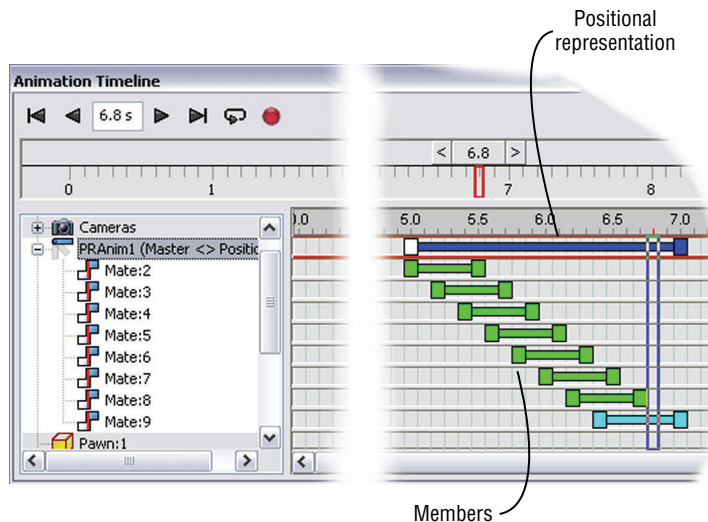 Positional
representation
Animation Timeline
6.8 s
< 6.8 >
0 1 7 8
).0 5.0 5.5 6.0 6.5 7.0
Cameras
PRAnim1 (Master <> Positic
Mate:2
Mate:3
Mate:4
Mate:5
Mate:6
Mate:7
Mate:8
Mate:9
Pawn:1
Members